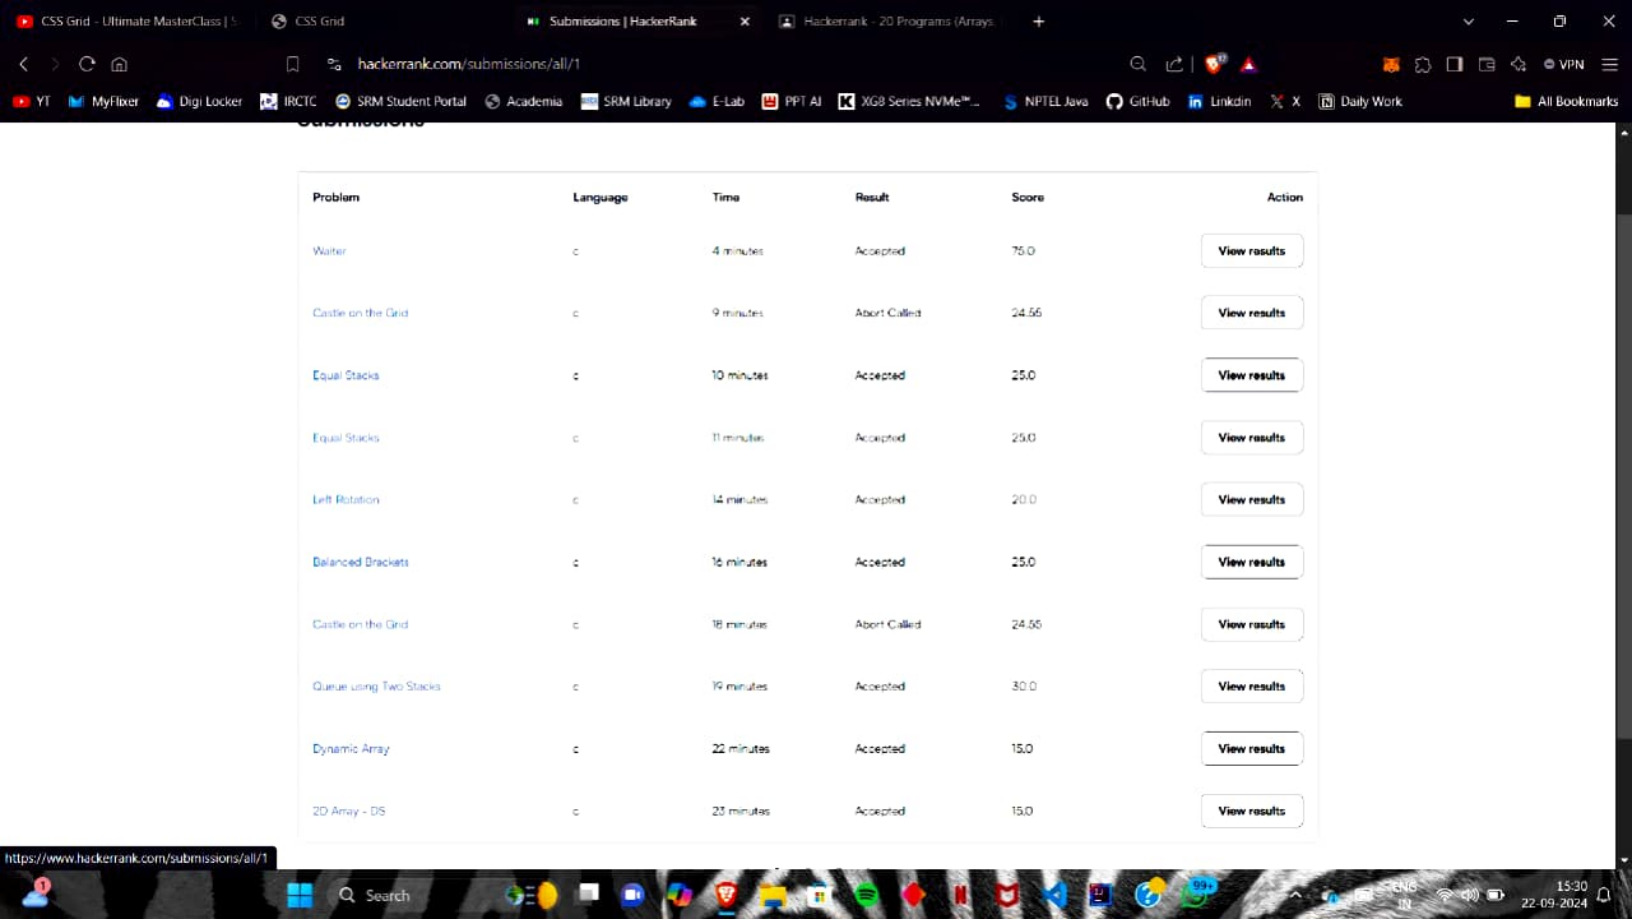 CSS Grid - Ultimate MasterClass | S
CSS Grid
Submissions | HackerRank
Hackerrank - 20 Programs (Arrays,
hackerrank.com/submissions/all/1
VPN
YT
MyFlixer
Digi Locker
IRCTC
SRM Student Portal
Academia
SRM Library
E-Lab
PPT AI
XG8 Series NVMe™...
NPTEL Java
GitHub
Linkdin
X
Daily Work
All Bookmarks
Submissions
Problem Language Time Result Score Action
Waiter c 4 minutes Accepted 75.0 View results
Castle on the Grid c 9 minutes Abort Called 24.55 View results
Equal Stacks c 10 minutes Accepted 25.0 View results
Equal Stacks c 11 minutes Accepted 25.0 View results
Left Rotation c 14 minutes Accepted 20.0 View results
Balanced Brackets c 16 minutes Accepted 25.0 View results
Castle on the Grid c 18 minutes Abort Called 24.55 View results
Queue using Two Stacks c 19 minutes Accepted 30.0 View results
Dynamic Array c 22 minutes Accepted 15.0 View results
2D Array - DS c 23 minutes Accepted 15.0 View results
https://www.hackerrank.com/submissions/all/1
1
Search
99+
ENG
IN
15:30
22-09-2024